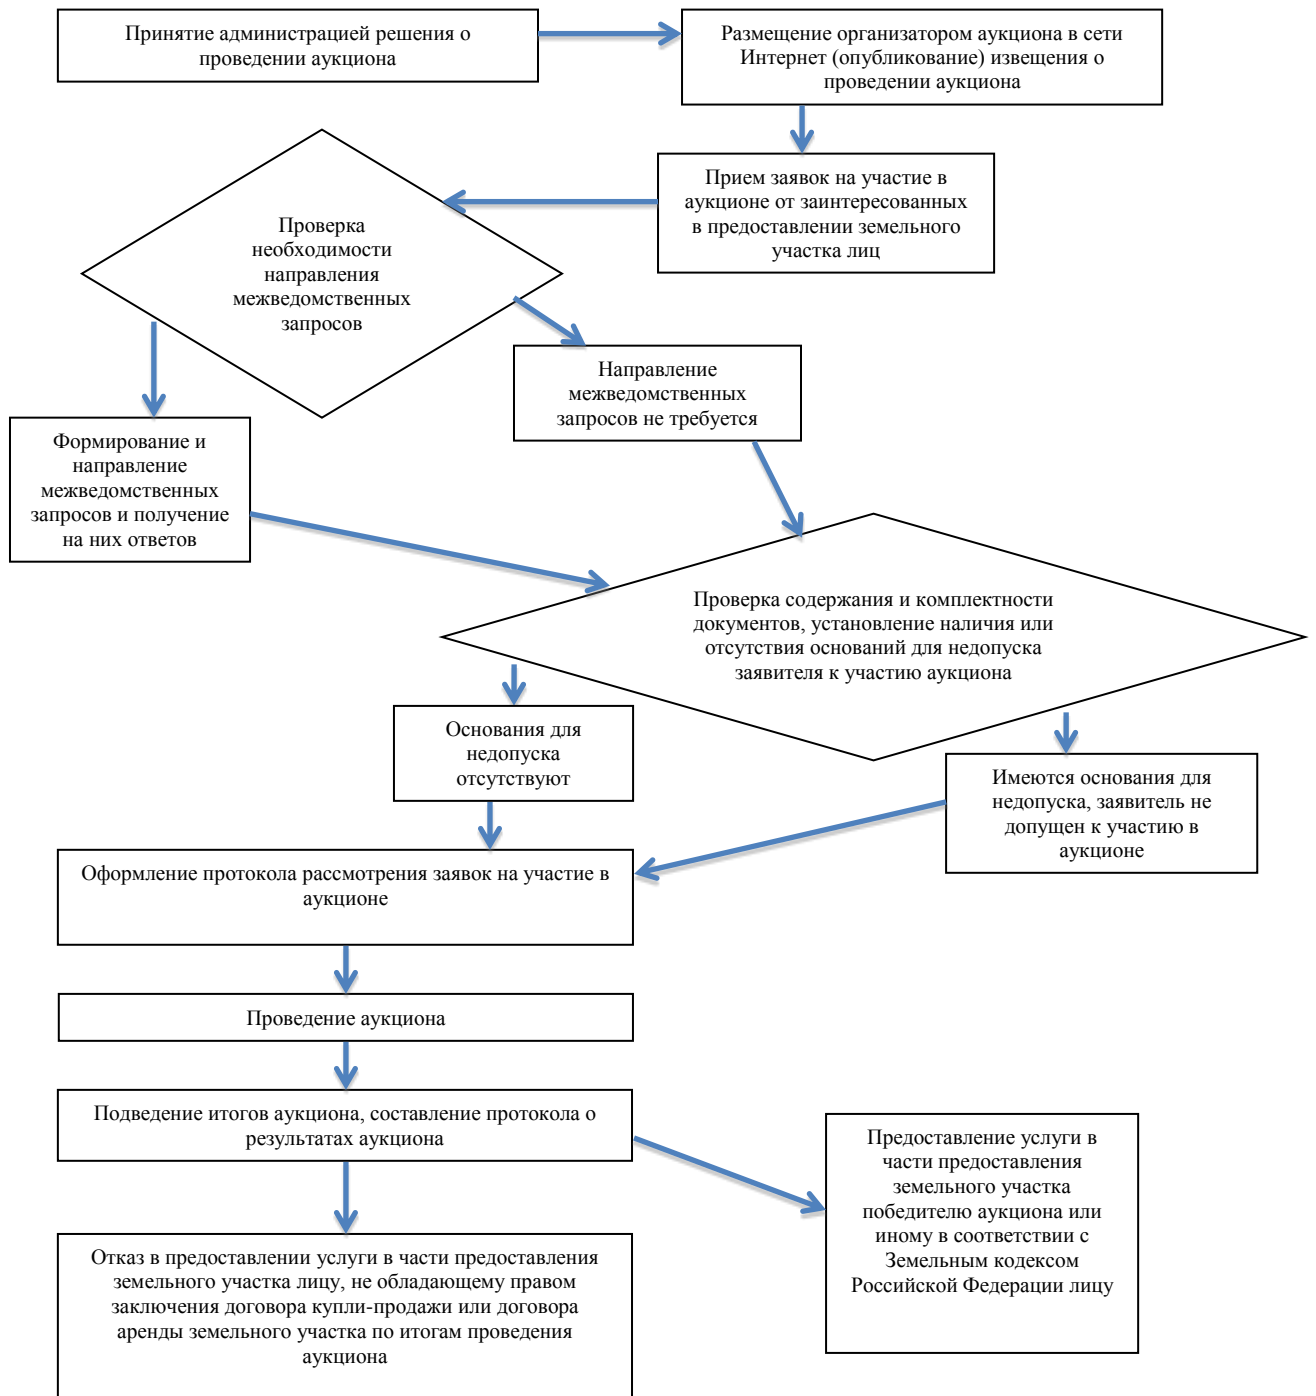 Принятие администрацией решения о
проведении аукциона
Размещение организатором аукциона в сети
Интернет (опубликование) извещения о
проведении аукциона
Прием заявок на участие в
аукционе от заинтересованных
в предоставлении земельного
участка лиц
Проверка
необходимости
направления
межведомственных
запросов
Направление
межведомственных
запросов не требуется
Формирование и
направление
межведомственных
запросов и получение
на них ответов
Проверка содержания и комплектности
документов, установление наличия или
отсутствия оснований для недопуска
заявителя к участию аукциона
Основания для
недопуска
отсутствуют
Имеются основания для
недопуска, заявитель не
допущен к участию в
аукционе
Оформление протокола рассмотрения заявок на участие в
аукционе
Проведение аукциона
Подведение итогов аукциона, составление протокола о
результатах аукциона
Предоставление услуги в
части предоставления
земельного участка
победителю аукциона или
иному в соответствии с
Земельным кодексом
Российской Федерации лицу
Отказ в предоставлении услуги в части предоставления
земельного участка лицу, не обладающему правом
заключения договора купли-продажи или договора
аренды земельного участка по итогам проведения
аукциона